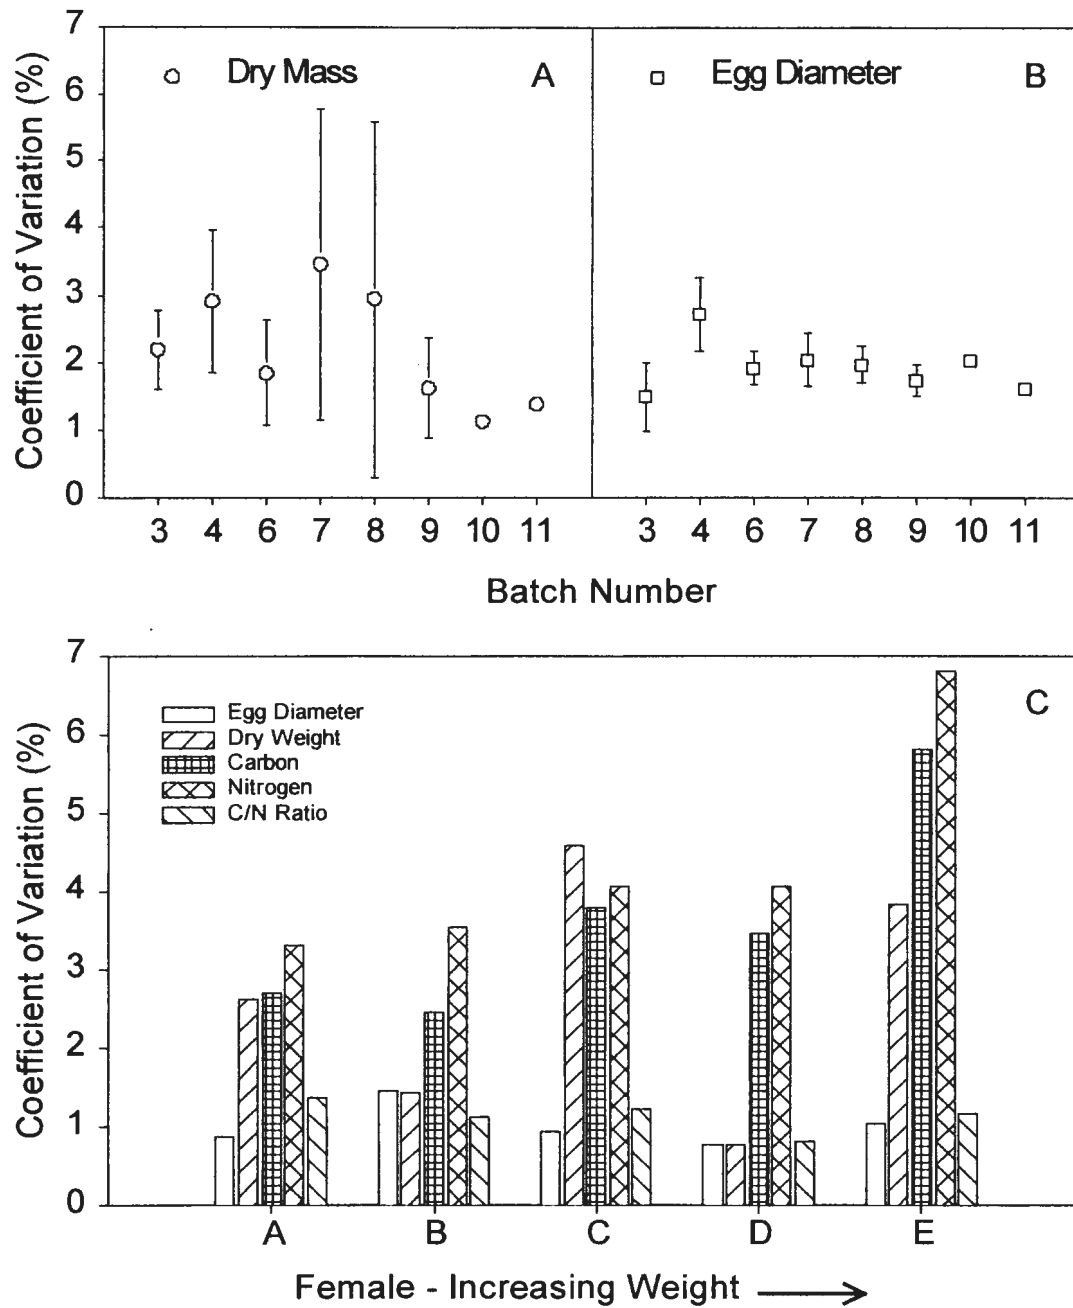 Coefficient of Variation (%)
7
6
5
4
3
2
1
0
Dry Mass
A
Egg Diameter
B
3 4 6 7 8 9 10 11
3 4 6 7 8 9 10 11
Batch Number
Coefficient of Variation (%)
7
6
5
4
3
2
1
0
C
Egg Diameter
Dry Weight
Carbon
Nitrogen
C/N Ratio
A B C D E
Female - Increasing Weight